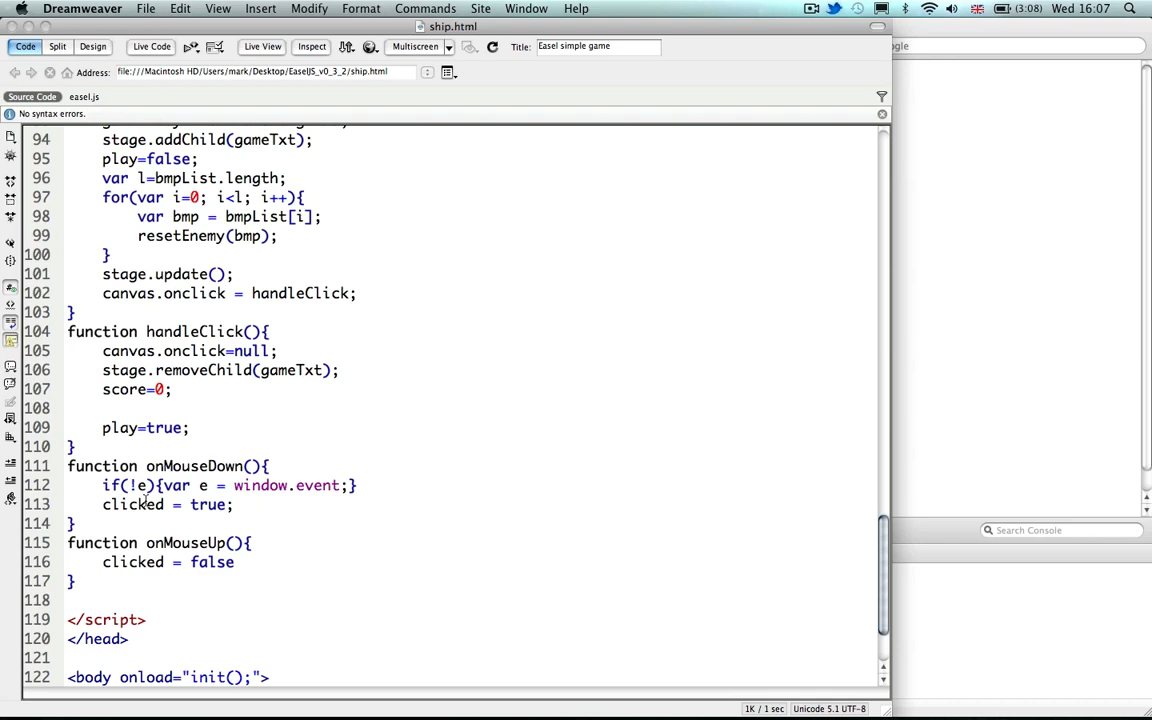 Dreamweaver File Edit View Insert Modify Format Commands Site Window Help (3:08) Wed 16:07
ship.html
Code Split Design Live Code Live View Inspect Multiscreen Title: Easel simple game
Address: file:///Macintosh HD/Users/mark/Desktop/EaselJS_v0_3_2/ship.html
Source Code easel.js
No syntax errors.
94 stage.addChild(gameTxt);
95 play=false;
96 var l=bmpList.length;
97 for(var i=0; i<l; i++){
98 var bmp = bmpList[i];
99 resetEnemy(bmp);
100 }
101 stage.update();
102 canvas.onclick = handleClick;
103 }
104 function handleClick(){
105 canvas.onclick=null;
106 stage.removeChild(gameTxt);
107 score=0;
108
109 play=true;
110 }
111 function onMouseDown(){
112 if(!e){var e = window.event;}
113 clicked = true;
114 }
115 function onMouseUp(){
116 clicked = false
117 }
118
119 </script>
120 </head>
121
122 <body onload="init();">
1K / 1 sec Unicode 5.1 UTF-8
Search Console